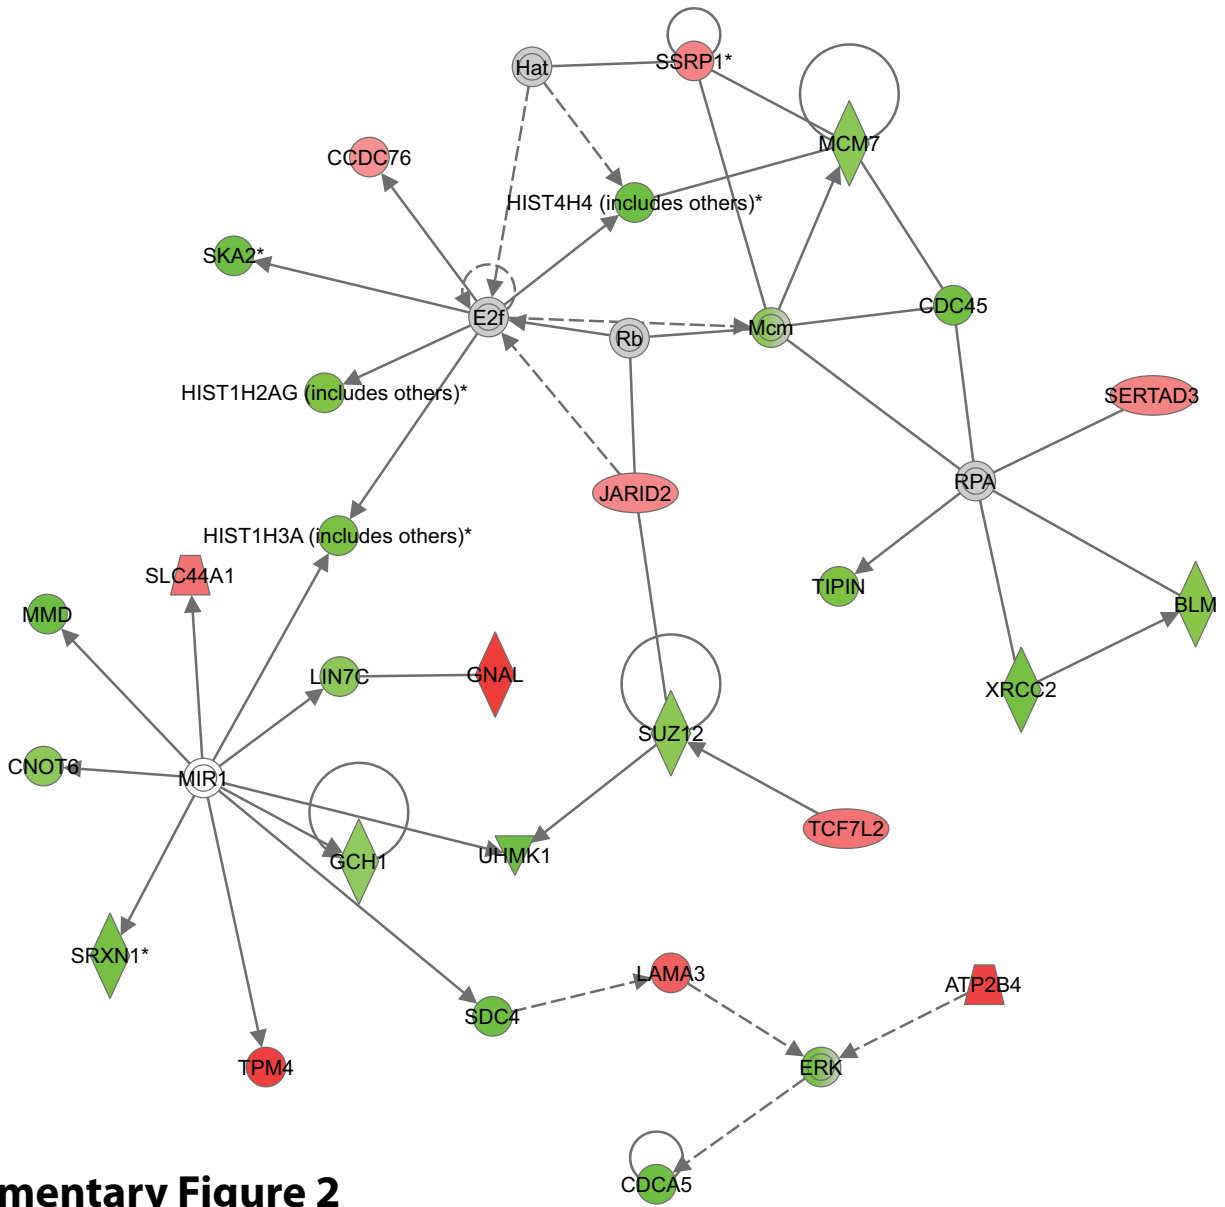 SSRP1*
Hat
MCM7
CCDC76
HIST4H4 (includes others)*
SKA2*
CDC45
E2f
Mcm
Rb
HIST1H2AG (includes others)*
SERTAD3
RPA
JARID2
HIST1H3A (includes others)*
SLC44A1
TIPIN
MMD
BLM
LIN7C
GNAL
XRCC2
SUZ12
CNOT6
MIR1
TCF7L2
UHMK1
GCH1
SRXN1*
LAMA3
ATP2B4
SDC4
TPM4
ERK
CDCA5
mentary Figure 2